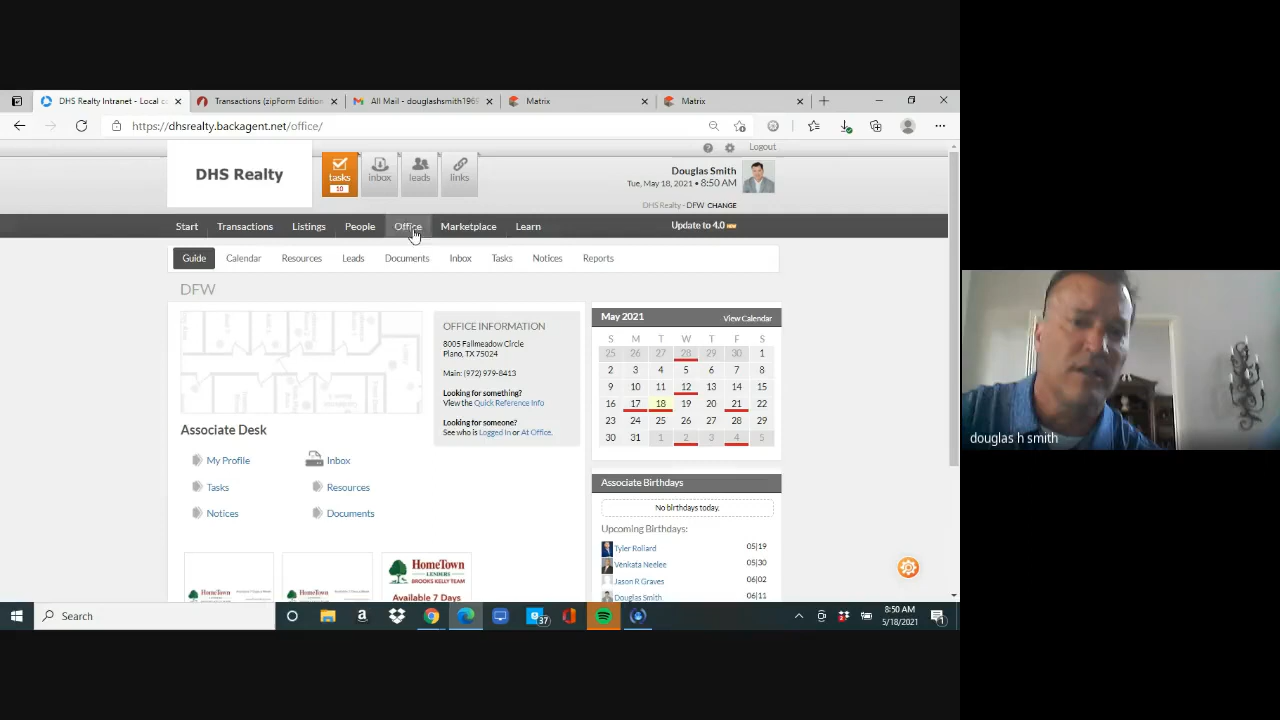 DHS Realty Intranet - Local c
Transactions (zipForm Edition
All Mail - douglashsmith196
Matrix
Matrix
https://dhsrealty.backagent.net/office/
Logout
DHS Realty
tasks
10
inbox
leads
links
Douglas Smith
Tue, May 18, 2021 • 8:50 AM
DHS Realty - DFW CHANGE
Start
Transactions
Listings
People
Office
Marketplace
Learn
Update to 4.0
Guide
Calendar
Resources
Leads
Documents
Inbox
Tasks
Notices
Reports
DFW
OFFICE INFORMATION
8005 Fallmeadow Circle
Plano, TX 75024
Main: (972) 979-8413
Looking for something?
View the Quick Reference Info
Looking for someone?
See who is Logged In or At Office.
Associate Desk
My Profile
Inbox
Tasks
Resources
Notices
Documents
HomeTown
LENDERS
BROOKS KELLY TEAM
Available 7 Days
May 2021
View Calendar
S M T W T F S
25 26 27 28 29 30 1
2 3 4 5 6 7 8
9 10 11 12 13 14 15
16 17 18 19 20 21 22
23 24 25 26 27 28 29
30 31 1 2 3 4 5
Associate Birthdays
No birthdays today.
Upcoming Birthdays:
Tyler Rollard 05|19
Venkata Neelee 05|30
Jason R Graves 06|02
Douglas Smith 06|11
douglas h smith
Search
37
8:50 AM
5/18/2021
1